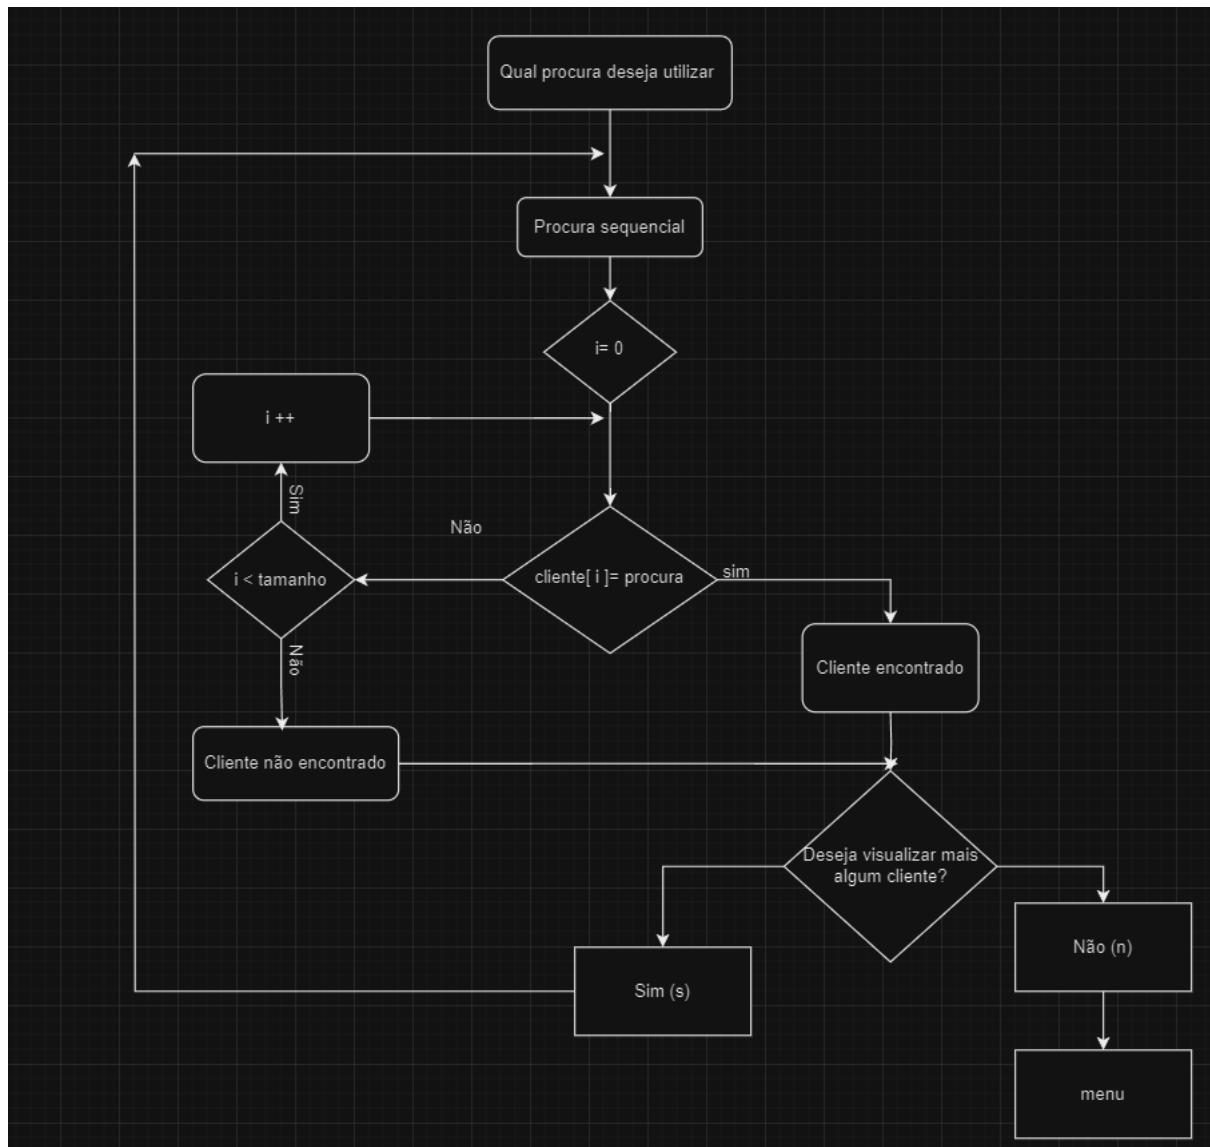 Qual procura deseja utilizar
Procura sequencial
i= 0
i ++
Sim
Não
i < tamanho
cliente[ i ]= procura
sim
Não
Cliente encontrado
Cliente não encontrado
Deseja visualizar mais
algum cliente?
Não (n)
Sim (s)
menu